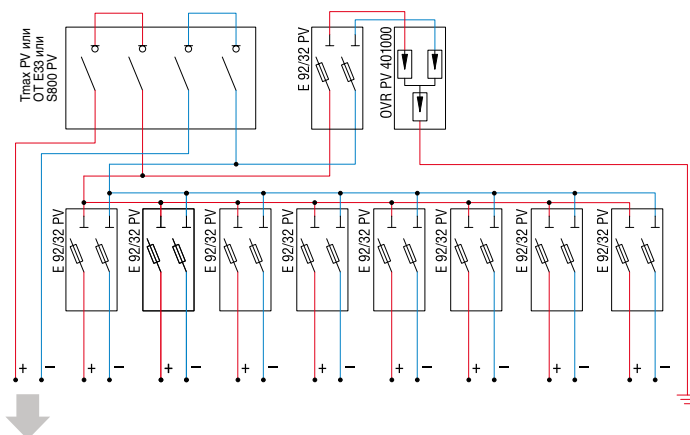 Tmax PV или
OT E33 или
S800 PV
E 92/32 PV
OVR PV 401000
E 92/32 PV
E 92/32 PV
E 92/32 PV
E 92/32 PV
E 92/32 PV
E 92/32 PV
E 92/32 PV
E 92/32 PV
+ − + − + − + − + − + − + − + − + −